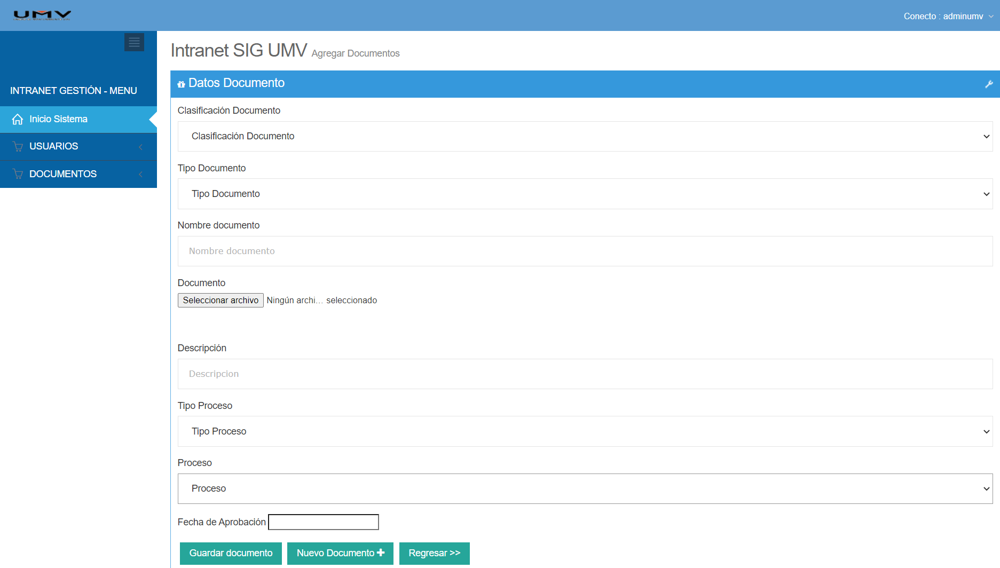 UMV
Conecto : adminumv
INTRANET GESTIÓN - MENU
Inicio Sistema
USUARIOS
DOCUMENTOS
Intranet SIG UMV Agregar Documentos
Datos Documento
Clasificación Documento
Clasificación Documento
Tipo Documento
Tipo Documento
Nombre documento
Nombre documento
Documento
Seleccionar archivo Ningún archi... seleccionado
Descripción
Descripcion
Tipo Proceso
Tipo Proceso
Proceso
Proceso
Fecha de Aprobación
Guardar documento
Nuevo Documento
Regresar >>